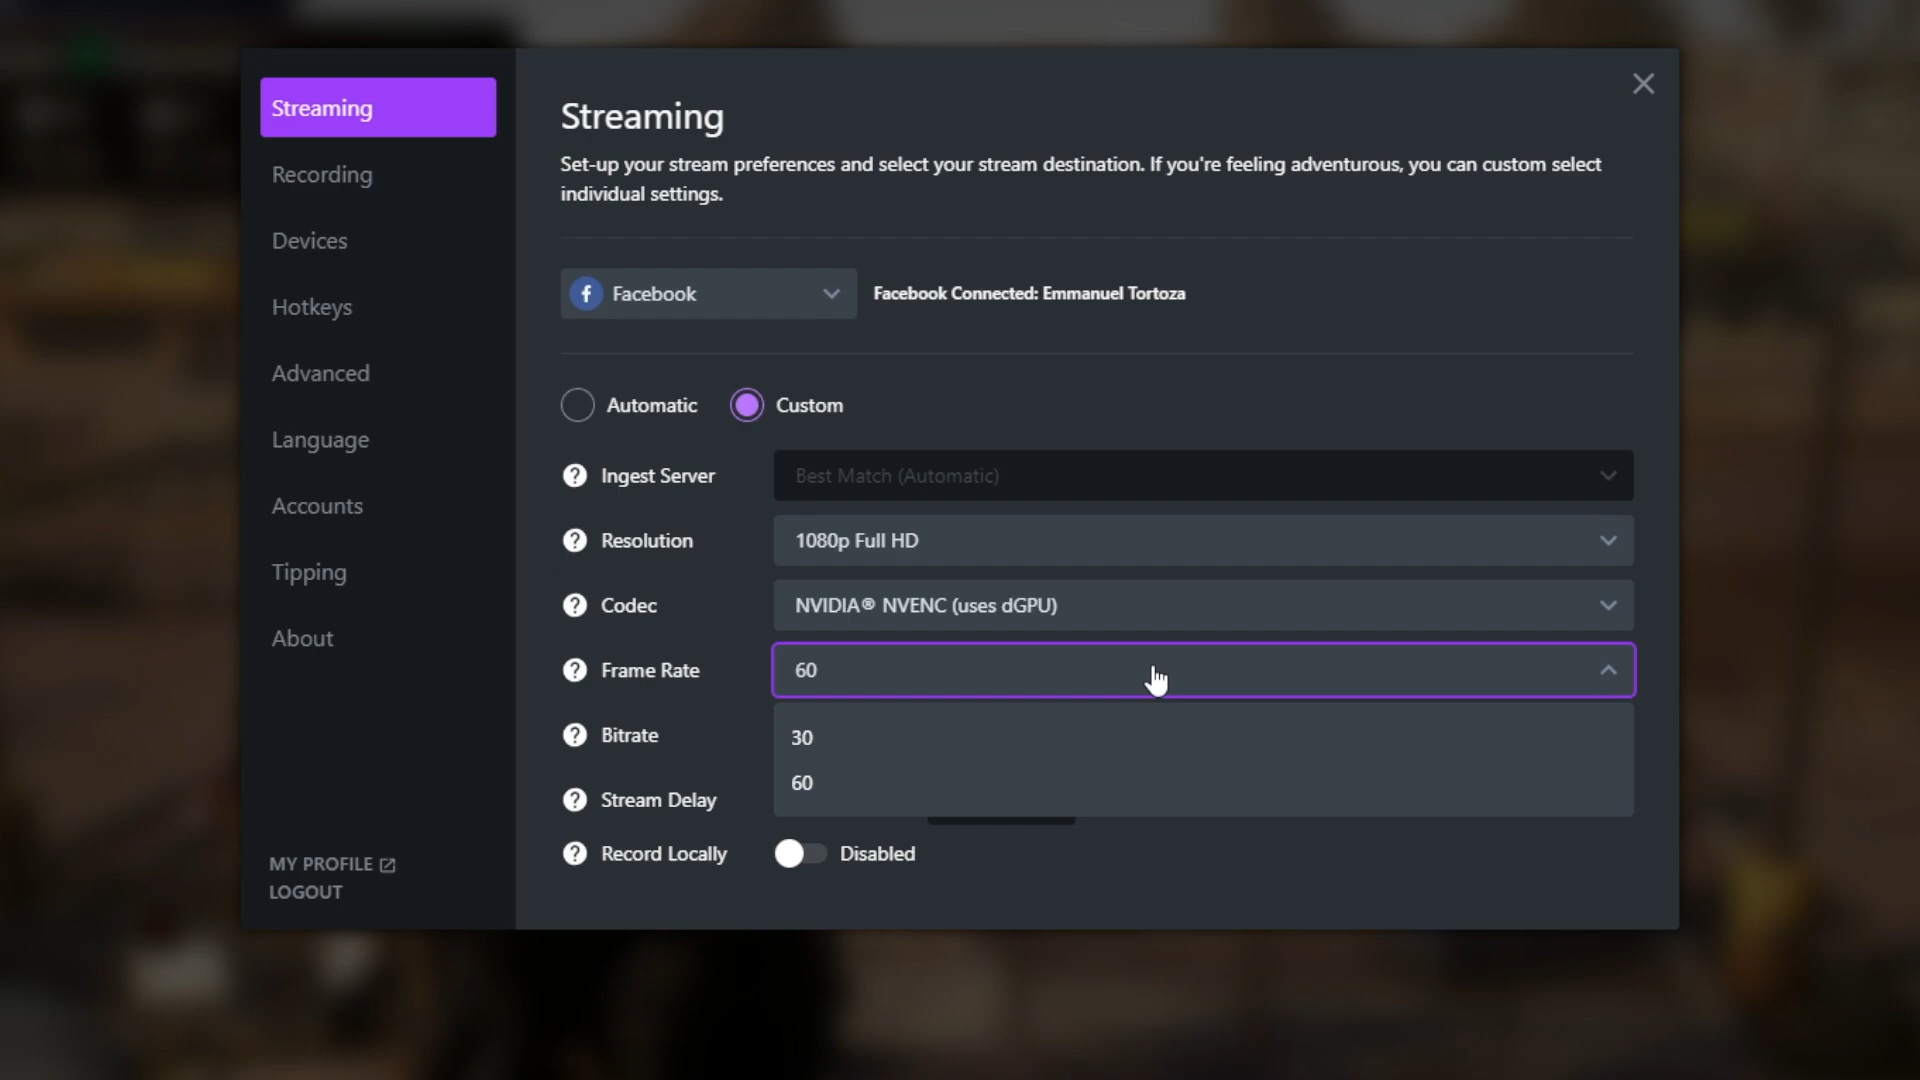 Streaming
Recording
Devices
Hotkeys
Advanced
Language
Accounts
Tipping
About
MY PROFILE
LOGOUT
Streaming
Set-up your stream preferences and select your stream destination. If you're feeling adventurous, you can custom select
individual settings.
Facebook
Facebook Connected: Emmanuel Tortoza
Automatic
Custom
? Ingest Server
Best Match (Automatic)
? Resolution
1080p Full HD
? Codec
NVIDIA® NVENC (uses dGPU)
? Frame Rate
60
30
60
? Bitrate
? Stream Delay
? Record Locally
Disabled